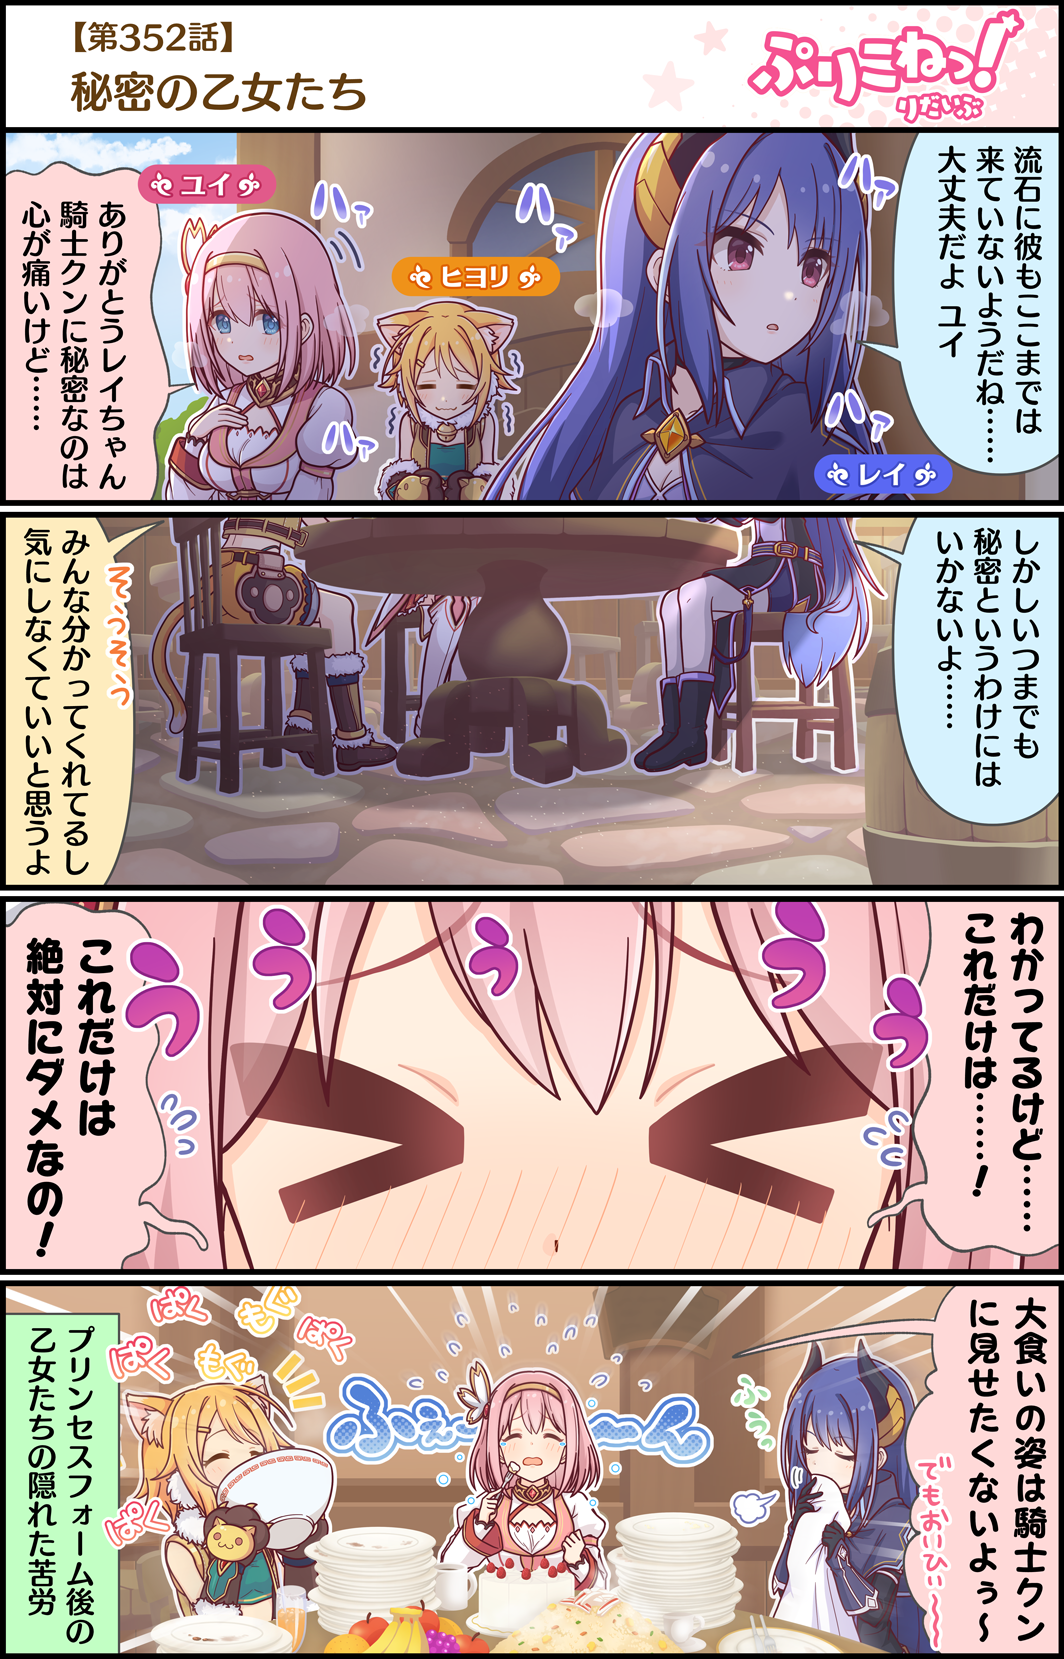 【第352話】
秘密の乙女たち
ぷりこねっ!
りだいぶ
流石に彼もここまでは
来ていないようだね……
大丈夫だよ ユイ
ハァ
ハァ
ハァ
ハァ
ハァ
レイ
ヒヨリ
ユイ
ありがとうレイちゃん
騎士クンに秘密なのは
心が痛いけど……
しかしいつまでも
秘密というわけには
いかないよ……
そぅそぅ
みんな分かってくれてるし
気にしなくていいと思うよ
わかってるけど……
これだけは……！
う
う
う
う
う
これだけは
絶対にダメなの！
大食いの姿は騎士クン
に見せたくないよぅ～
でもおいひぃ～～
ふぅ
ふぇーーーん
ぱく
もぐ
ぱく
ぱく
もぐ
ぱく
プリンセスフォーム後の
乙女たちの隠れた苦労